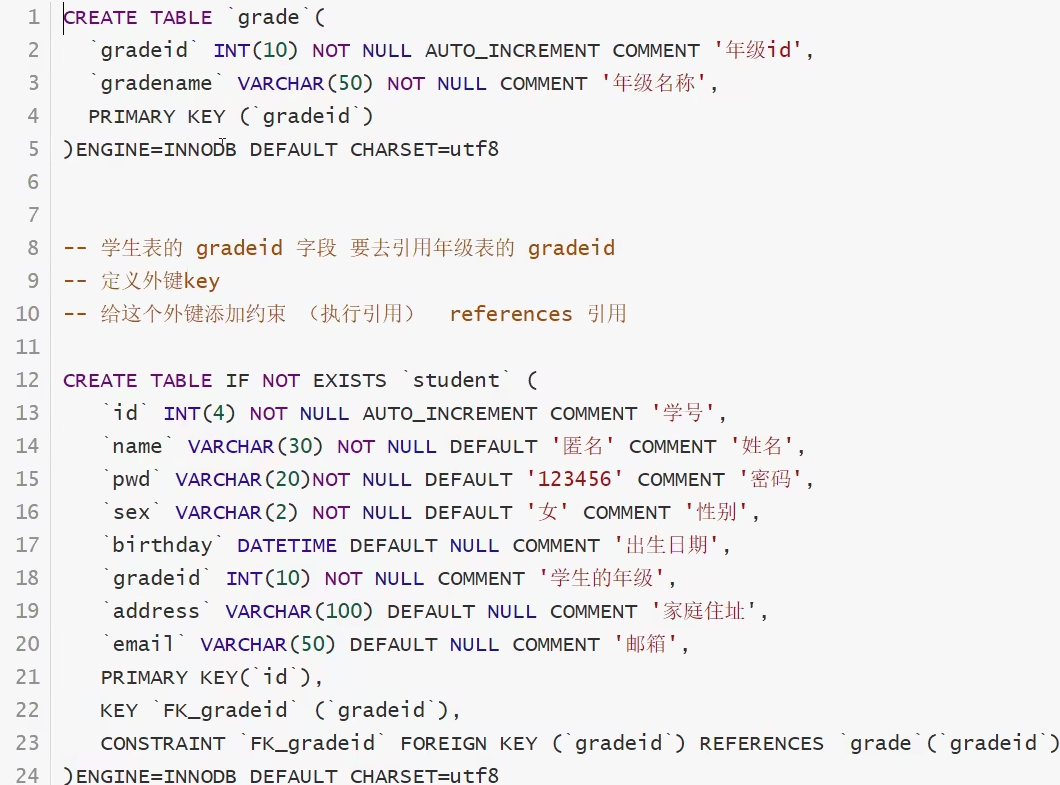 1 CREATE TABLE `grade`(
2 `gradeid` INT(10) NOT NULL AUTO_INCREMENT COMMENT '年级id',
3 `gradename` VARCHAR(50) NOT NULL COMMENT '年级名称',
4 PRIMARY KEY (`gradeid`)
5 )ENGINE=INNODB DEFAULT CHARSET=utf8
6
7
8 -- 学生表的 gradeid 字段 要去引用年级表的 gradeid
9 -- 定义外键key
10 -- 给这个外键添加约束 （执行引用） references 引用
11
12 CREATE TABLE IF NOT EXISTS `student` (
13 `id` INT(4) NOT NULL AUTO_INCREMENT COMMENT '学号',
14 `name` VARCHAR(30) NOT NULL DEFAULT '匿名' COMMENT '姓名',
15 `pwd` VARCHAR(20)NOT NULL DEFAULT '123456' COMMENT '密码',
16 `sex` VARCHAR(2) NOT NULL DEFAULT '女' COMMENT '性别',
17 `birthday` DATETIME DEFAULT NULL COMMENT '出生日期',
18 `gradeid` INT(10) NOT NULL COMMENT '学生的年级',
19 `address` VARCHAR(100) DEFAULT NULL COMMENT '家庭住址',
20 `email` VARCHAR(50) DEFAULT NULL COMMENT '邮箱',
21 PRIMARY KEY(`id`),
22 KEY `FK_gradeid` (`gradeid`),
23 CONSTRAINT `FK_gradeid` FOREIGN KEY (`gradeid`) REFERENCES `grade`(`gradeid`)
24 )ENGINE=INNODB DEFAULT CHARSET=utf8